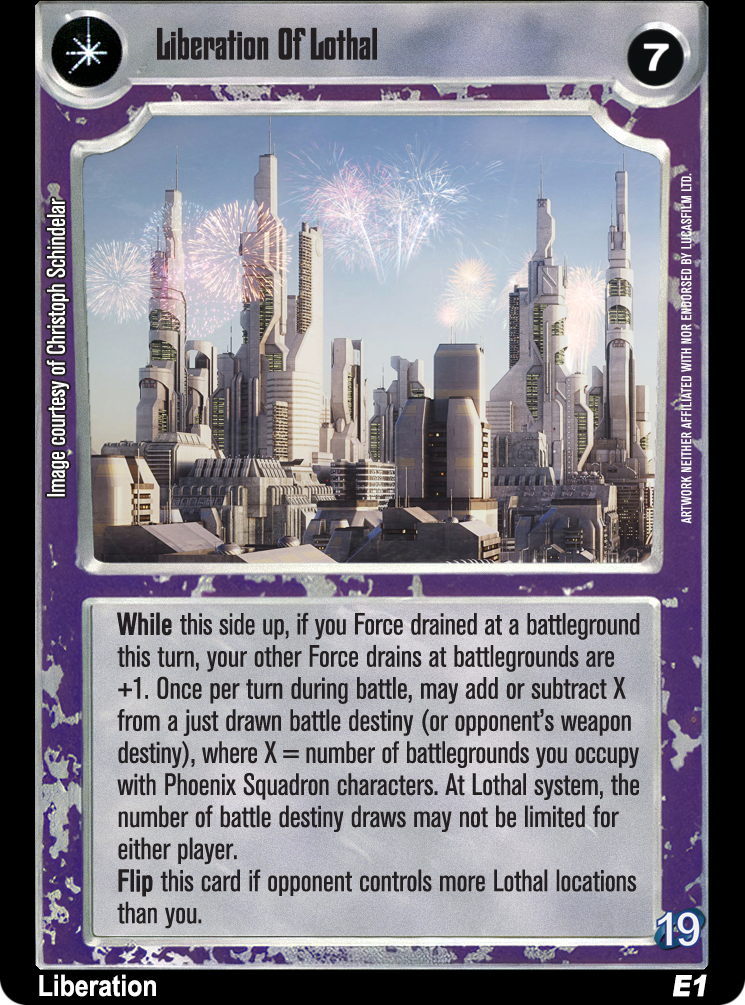 Liberation Of Lothal
7
Image courtesy of Christoph Schindelar
ARTWORK NEITHER AFFILIATED WITH NOR ENDORSED BY LUCASFILM LTD.
While this side up, if you Force drained at a battleground
this turn, your other Force drains at battlegrounds are
+1. Once per turn during battle, may add or subtract X
from a just drawn battle destiny (or opponent's weapon
destiny), where X = number of battlegrounds you occupy
with Phoenix Squadron characters. At Lothal system, the
number of battle destiny draws may not be limited for
either player.
Flip this card if opponent controls more Lothal locations
than you.
19
Liberation
E1